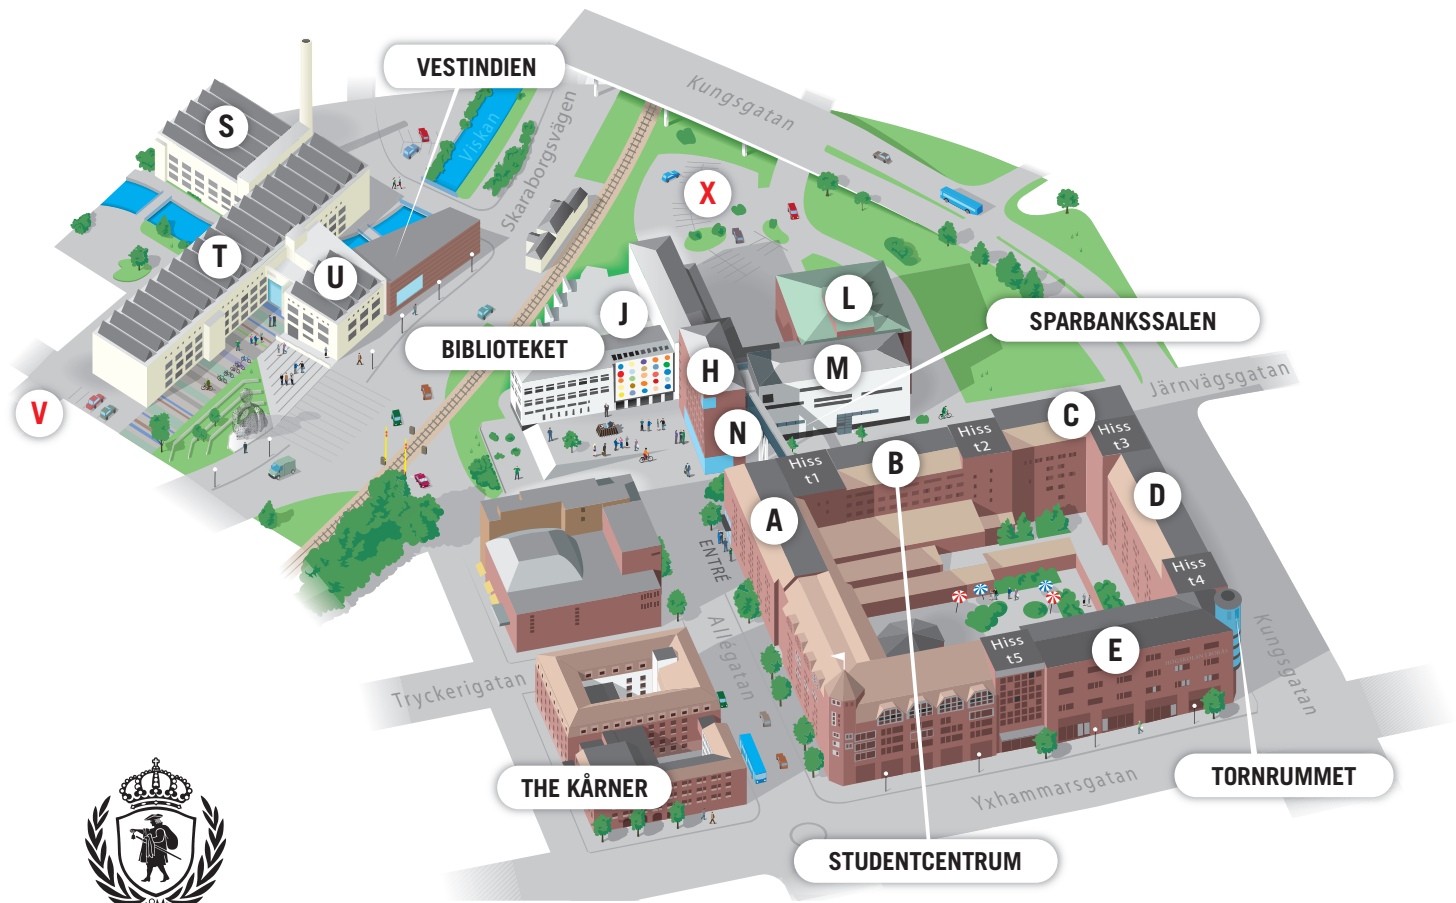 VESTINDIEN
Kungsgatan
S
Viskan
Skaraborgsvägen
X
T
U
L
J
SPARBANKSSALEN
BIBLIOTEKET
H
M
Järnvägsgatan
V
C
N
Hiss
t2
Hiss
t3
B
Hiss
t1
D
A
ENTRÉ
Hiss
t4
Allégatan
Kungsgatan
Hiss
t5
E
Tryckerigatan
THE KÅRNER
Yxhammarsgatan
TORNRUMMET
STUDENTCENTRUM